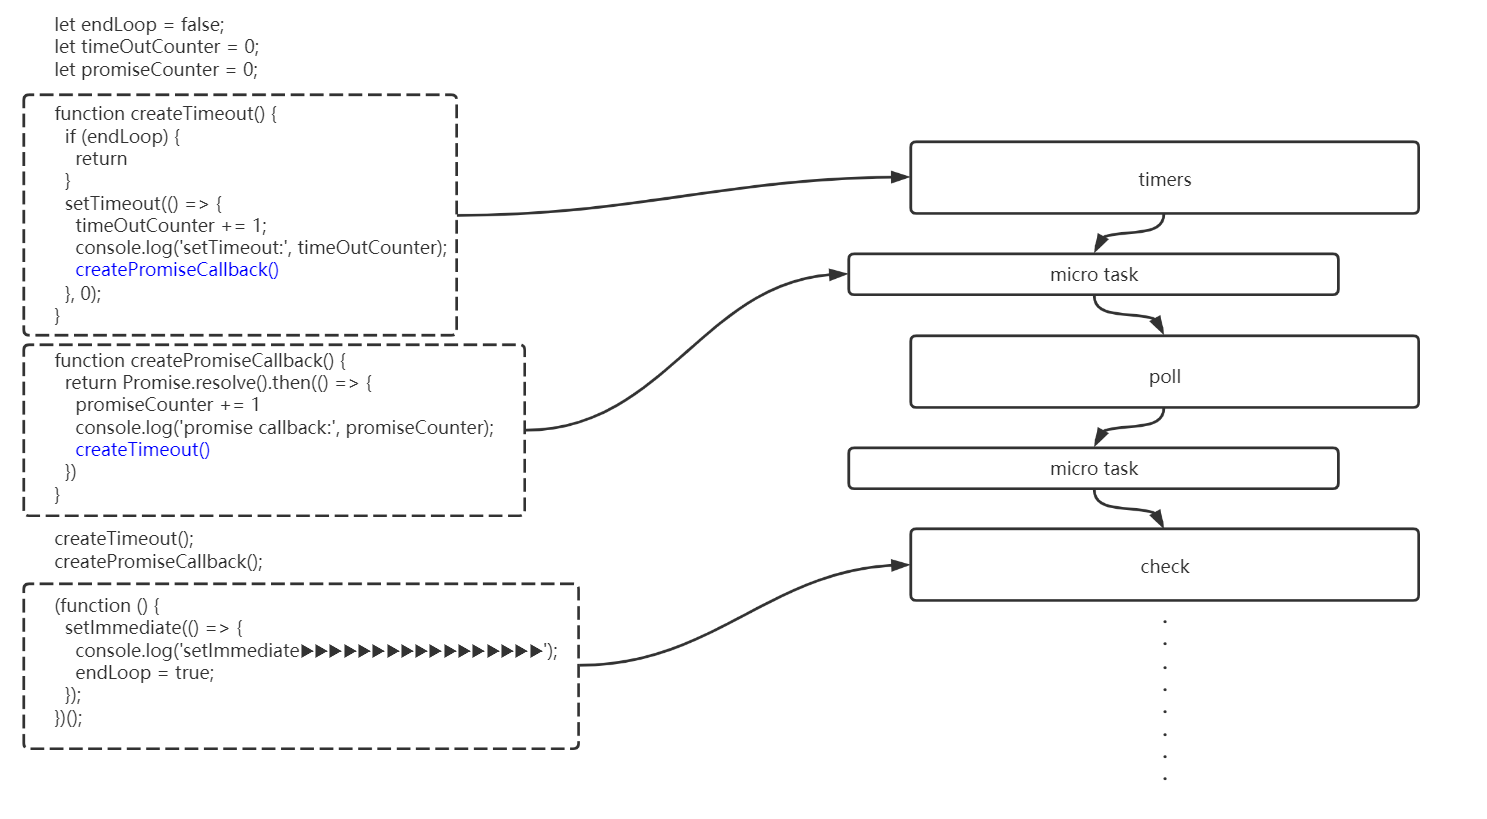 let endLoop = false;
let timeOutCounter = 0;
let promiseCounter = 0;
function createTimeout() {
if (endLoop) {
return
}
setTimeout(() => {
timeOutCounter += 1;
console.log('setTimeout:', timeOutCounter);
createPromiseCallback()
}, 0);
}
function createPromiseCallback() {
return Promise.resolve().then(() => {
promiseCounter += 1
console.log('promise callback:', promiseCounter);
createTimeout()
})
}
createTimeout();
createPromiseCallback();
(function () {
setImmediate(() => {
console.log('setImmediate▶▶▶▶▶▶▶▶▶▶▶▶▶▶▶▶▶');
endLoop = true;
});
})();
timers
micro task
poll
micro task
check